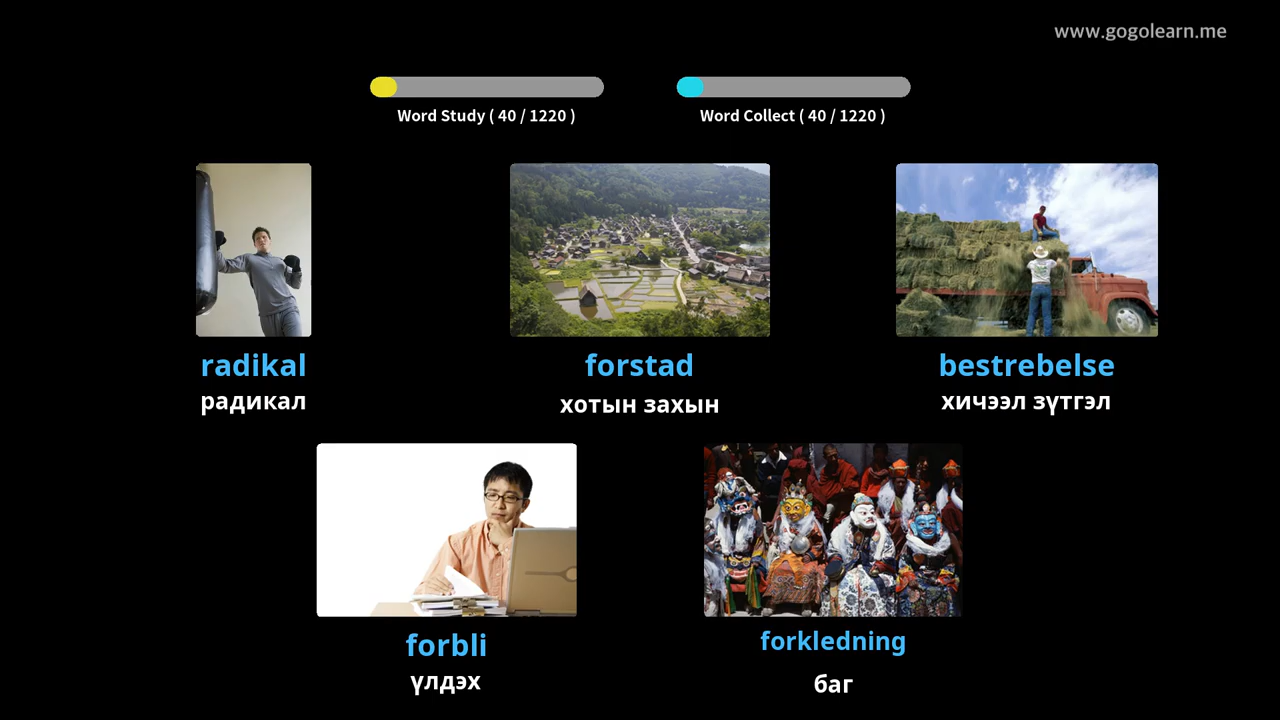 www.gogolearn.me
Word Study ( 40 / 1220 )
Word Collect ( 40 / 1220 )
radikal
радикал
forstad
хотын захын
bestrebelse
хичээл зүтгэл
forbli
үлдэх
forkledning
баг